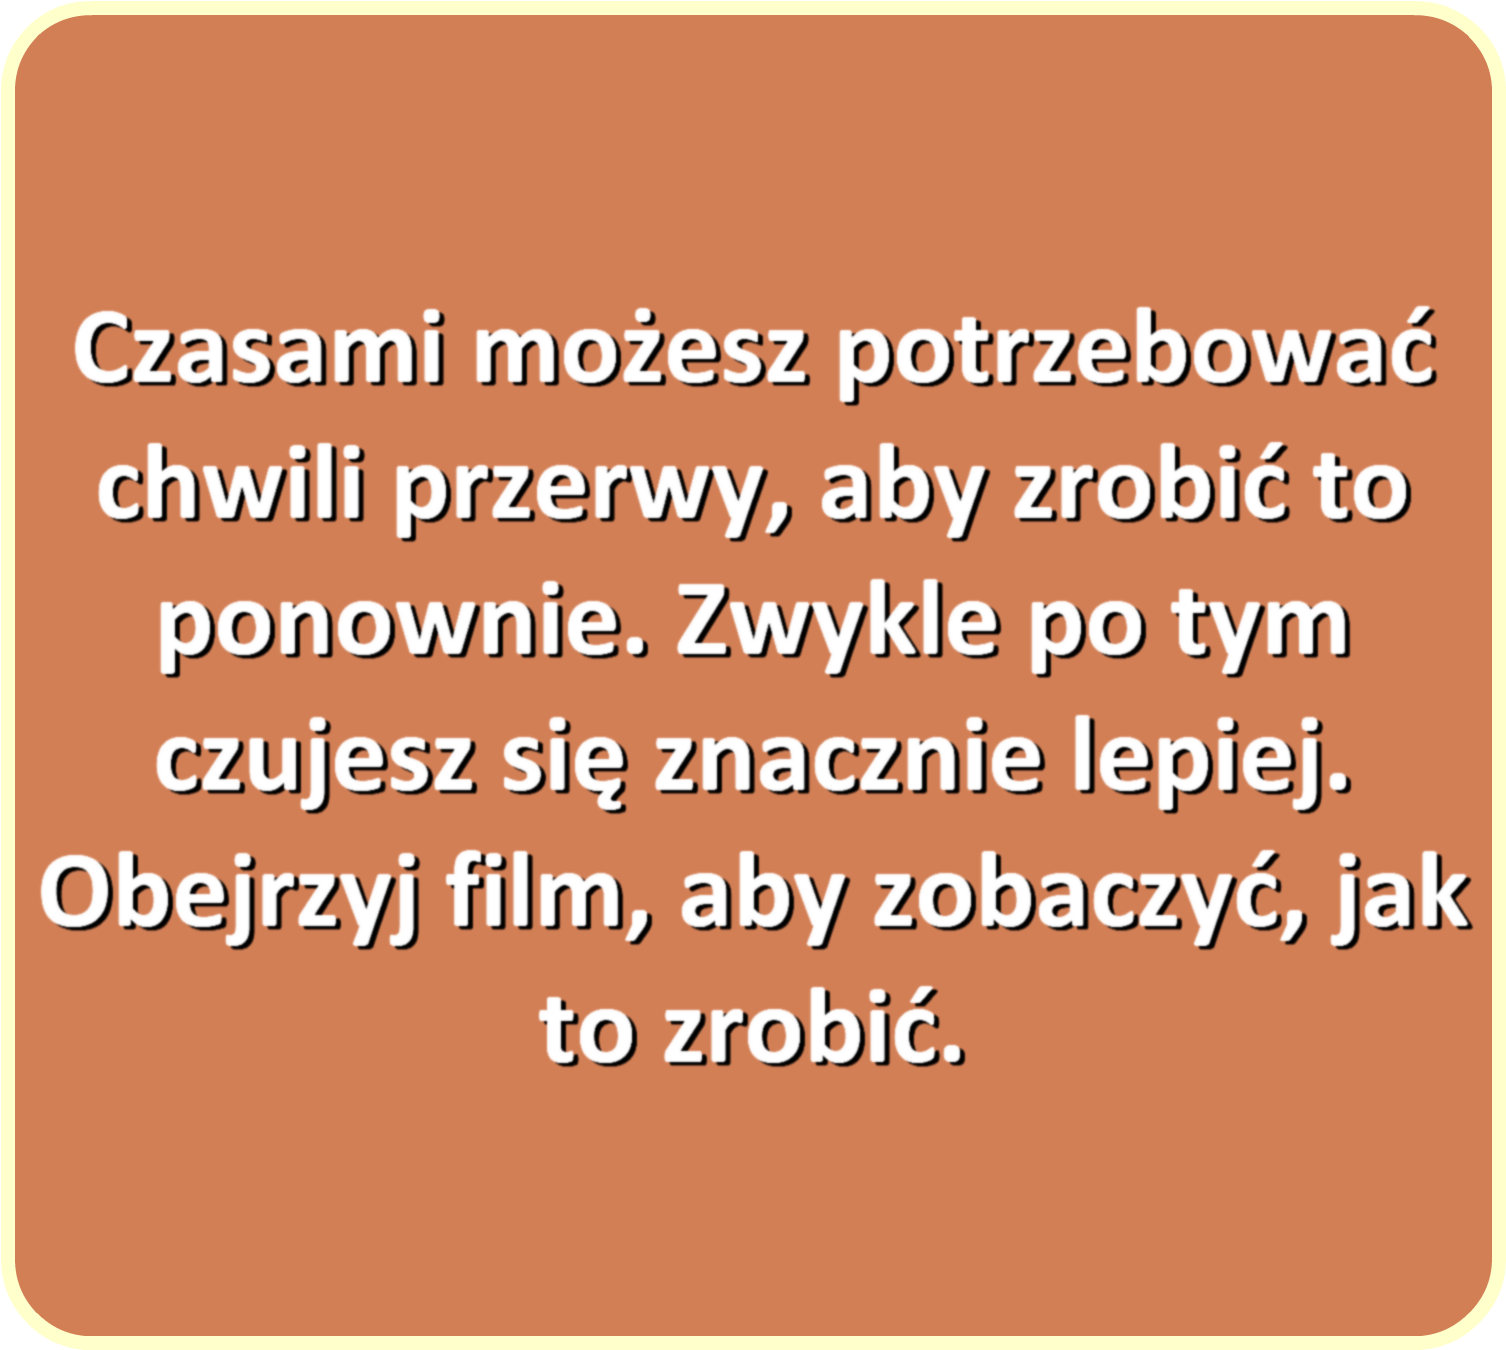 Czasami możesz potrzebować
chwili przerwy, aby zrobić to
ponownie. Zwykle po tym
czujesz się znacznie lepiej.
Obejrzyj film, aby zobaczyć, jak
to zrobić.